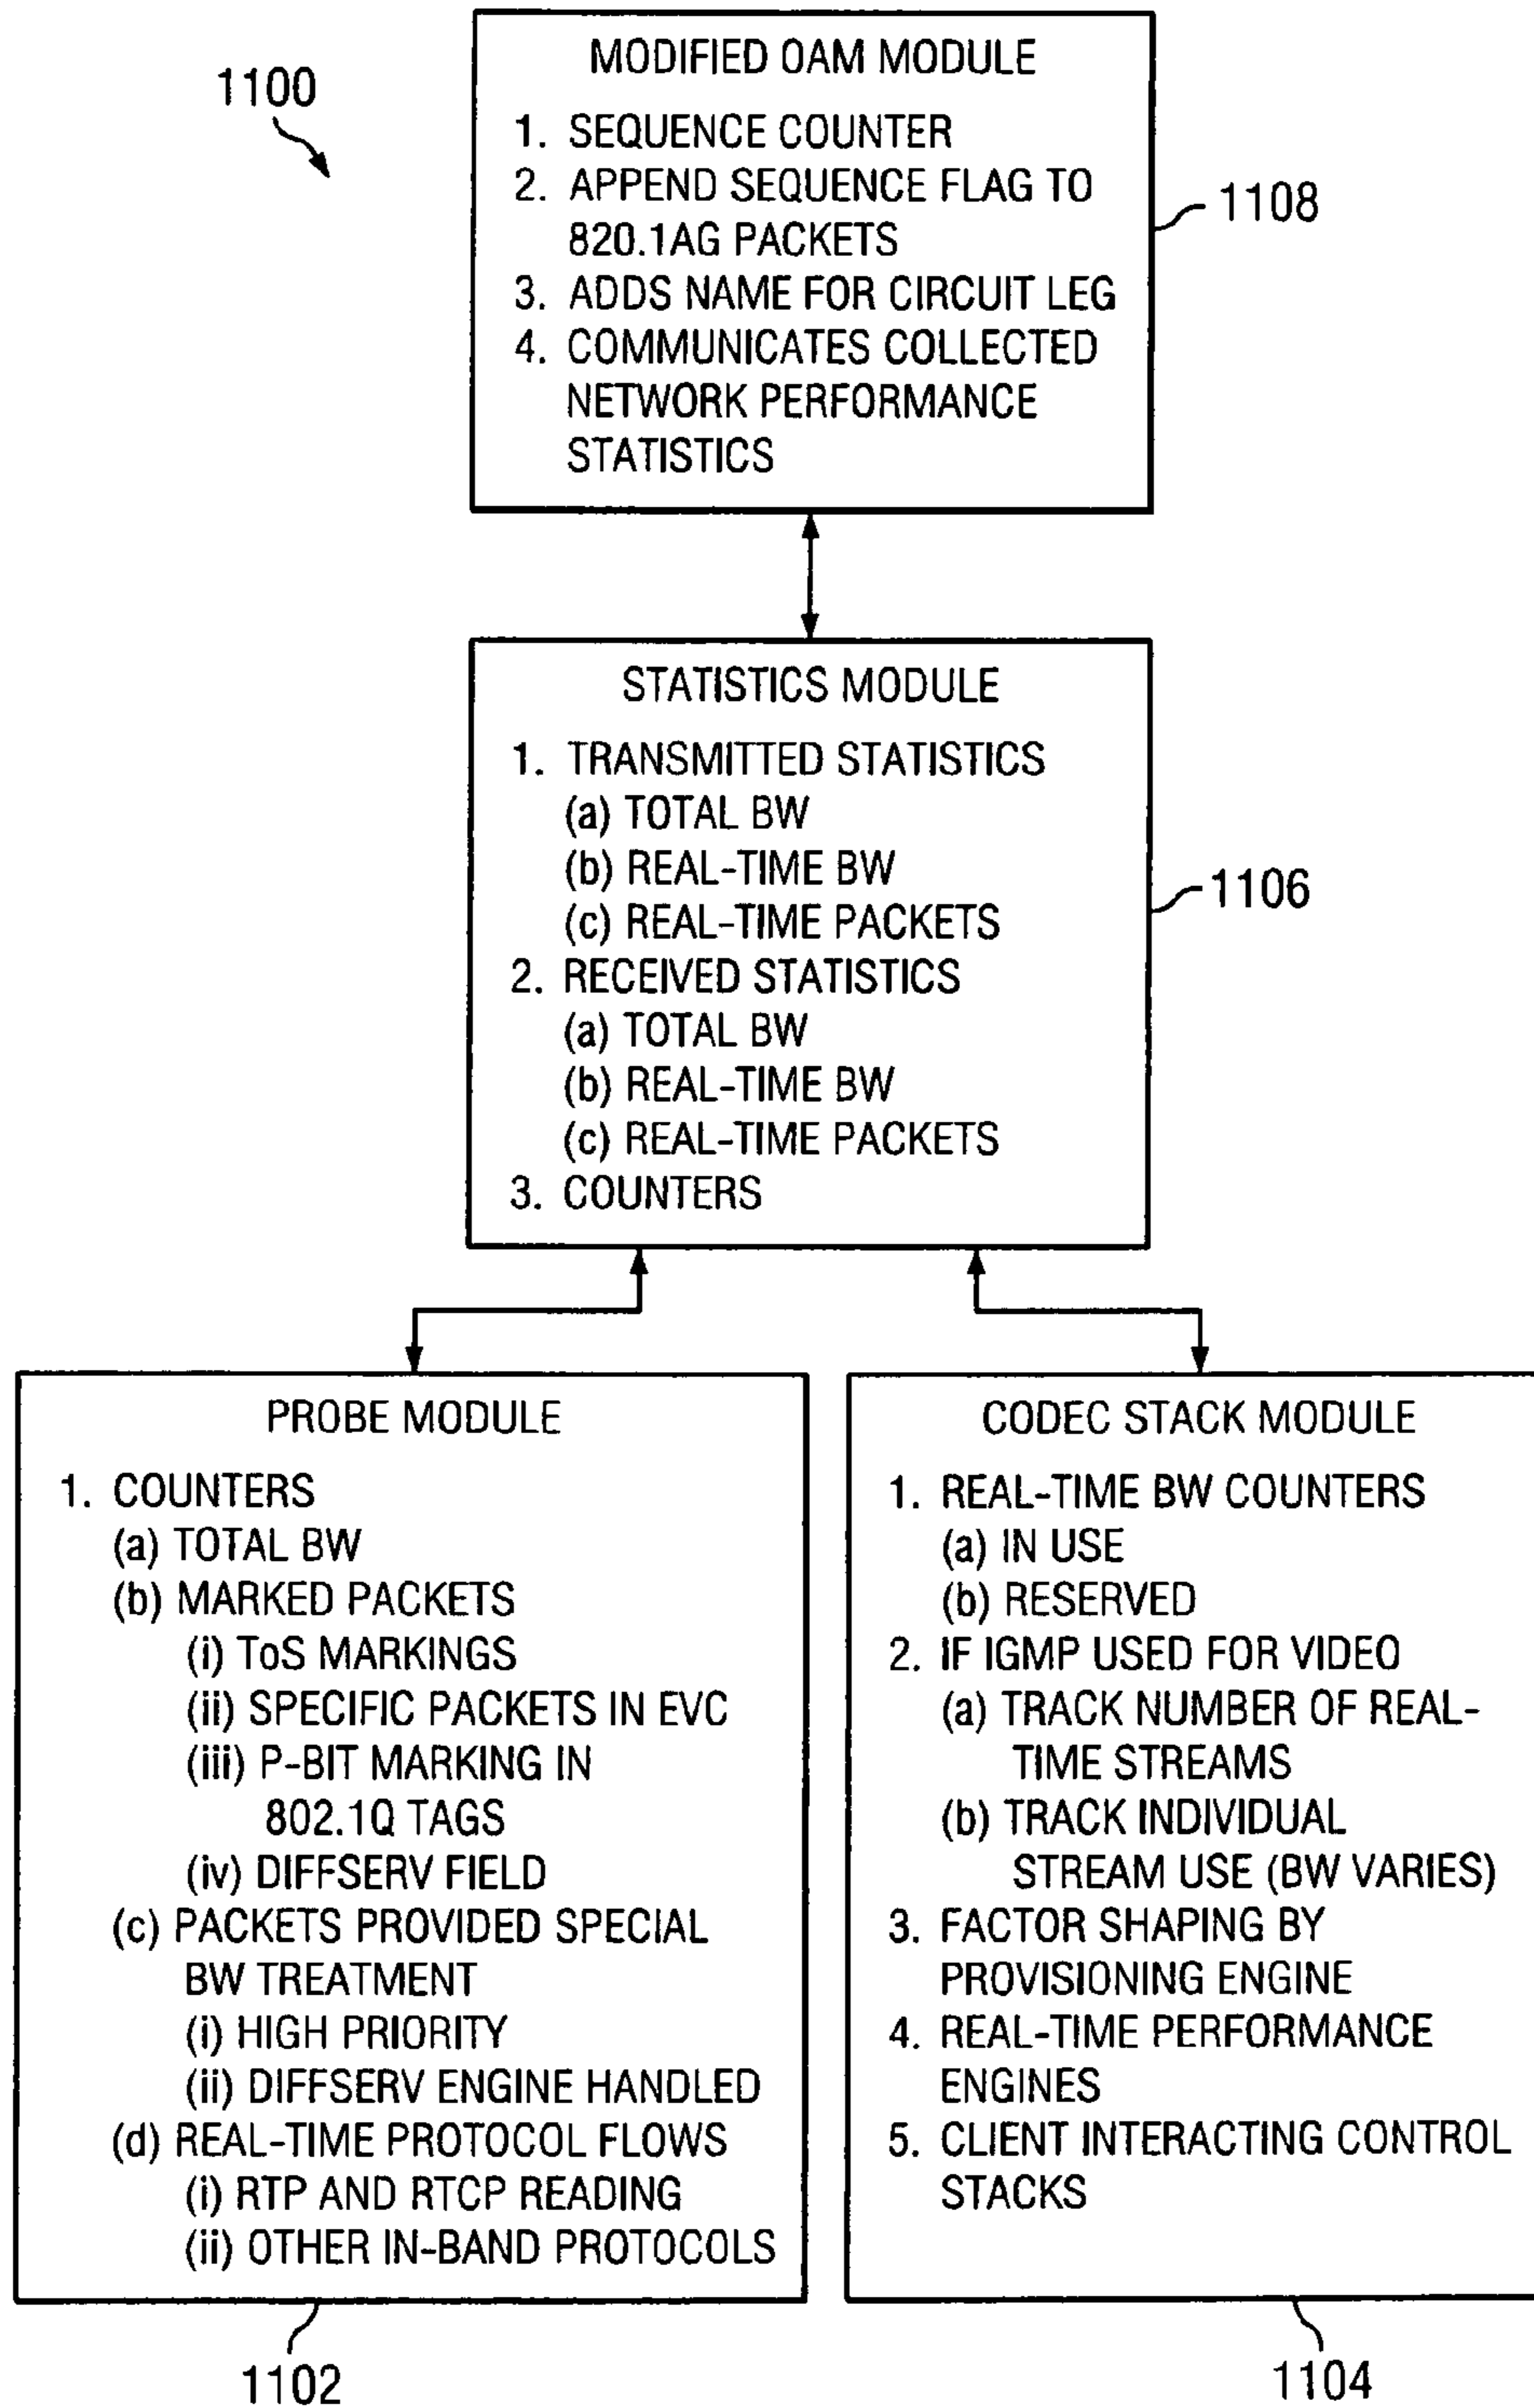 1100
MODIFIED OAM MODULE
1. SEQUENCE COUNTER
2. APPEND SEQUENCE FLAG TO
820.1AG PACKETS
3. ADDS NAME FOR CIRCUIT LEG
4. COMMUNICATES COLLECTED
NETWORK PERFORMANCE
STATISTICS
1108
STATISTICS MODULE
1. TRANSMITTED STATISTICS
(a) TOTAL BW
(b) REAL-TIME BW
(c) REAL-TIME PACKETS
2. RECEIVED STATISTICS
(a) TOTAL BW
(b) REAL-TIME BW
(c) REAL-TIME PACKETS
3. COUNTERS
1106
PROBE MODULE
1. COUNTERS
(a) TOTAL BW
(b) MARKED PACKETS
(i) ToS MARKINGS
(ii) SPECIFIC PACKETS IN EVC
(iii) P-BIT MARKING IN
802.1Q TAGS
(iv) DIFFSERV FIELD
(c) PACKETS PROVIDED SPECIAL
BW TREATMENT
(i) HIGH PRIORITY
(ii) DIFFSERV ENGINE HANDLED
(d) REAL-TIME PROTOCOL FLOWS
(i) RTP AND RTCP READING
(ii) OTHER IN-BAND PROTOCOLS
1102
CODEC STACK MODULE
1. REAL-TIME BW COUNTERS
(a) IN USE
(b) RESERVED
2. IF IGMP USED FOR VIDEO
(a) TRACK NUMBER OF REAL-
TIME STREAMS
(b) TRACK INDIVIDUAL
STREAM USE (BW VARIES)
3. FACTOR SHAPING BY
PROVISIONING ENGINE
4. REAL-TIME PERFORMANCE
ENGINES
5. CLIENT INTERACTING CONTROL
STACKS
1104